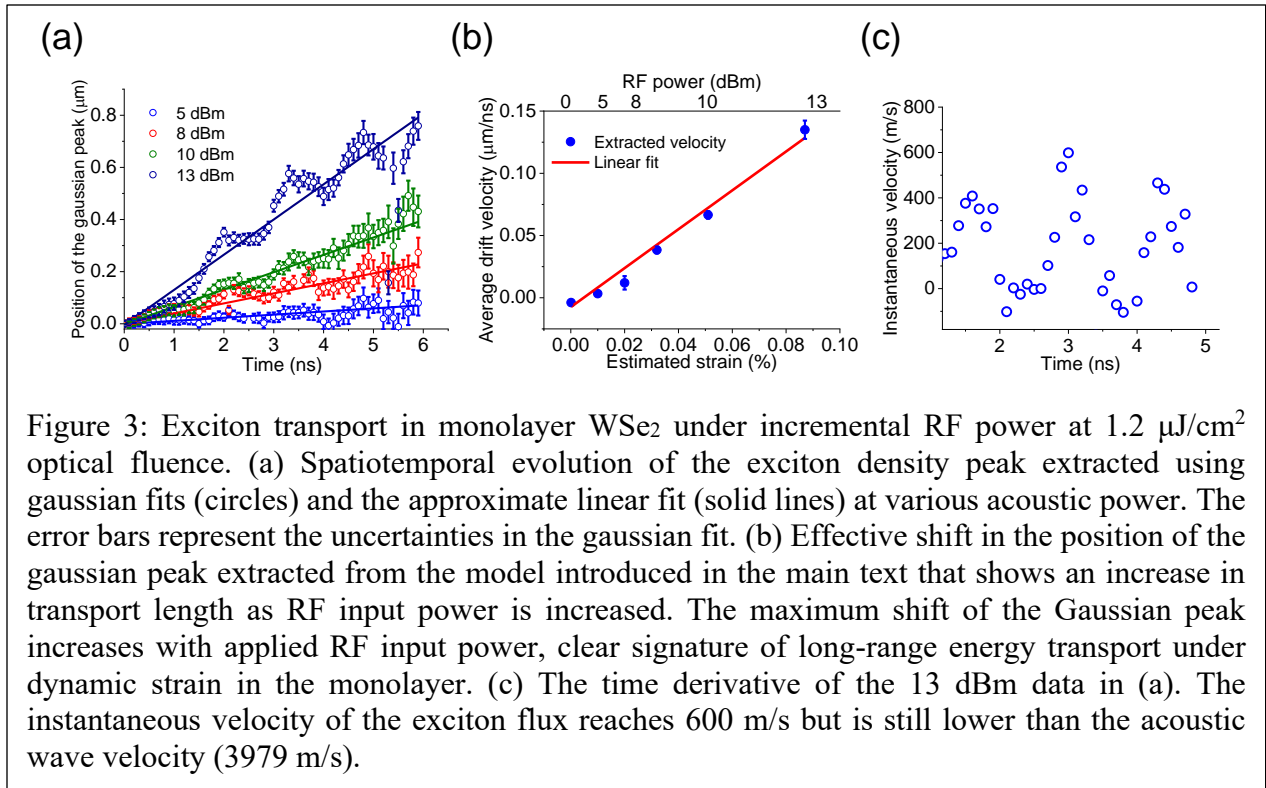 (a)
Position of the gaussian peak (μm)
0.8
0.6
0.4
0.2
0.0
5 dBm
8 dBm
10 dBm
13 dBm
0 1 2 3 4 5 6
Time (ns)
(b)
RF power (dBm)
0 5 8 10 13
Average drift velocity (μm/ns)
0.15
0.10
0.05
0.00
Extracted velocity
Linear fit
0.00 0.02 0.04 0.06 0.08 0.10
Estimated strain (%)
(c)
Instantaneous velocity (m/s)
800
600
400
200
0
2 3 4 5
Time (ns)
Figure 3: Exciton transport in monolayer WSe₂ under incremental RF power at 1.2 μJ/cm²
optical fluence. (a) Spatiotemporal evolution of the exciton density peak extracted using
gaussian fits (circles) and the approximate linear fit (solid lines) at various acoustic power. The
error bars represent the uncertainties in the gaussian fit. (b) Effective shift in the position of the
gaussian peak extracted from the model introduced in the main text that shows an increase in
transport length as RF input power is increased. The maximum shift of the Gaussian peak
increases with applied RF input power, clear signature of long-range energy transport under
dynamic strain in the monolayer. (c) The time derivative of the 13 dBm data in (a). The
instantaneous velocity of the exciton flux reaches 600 m/s but is still lower than the acoustic
wave velocity (3979 m/s).